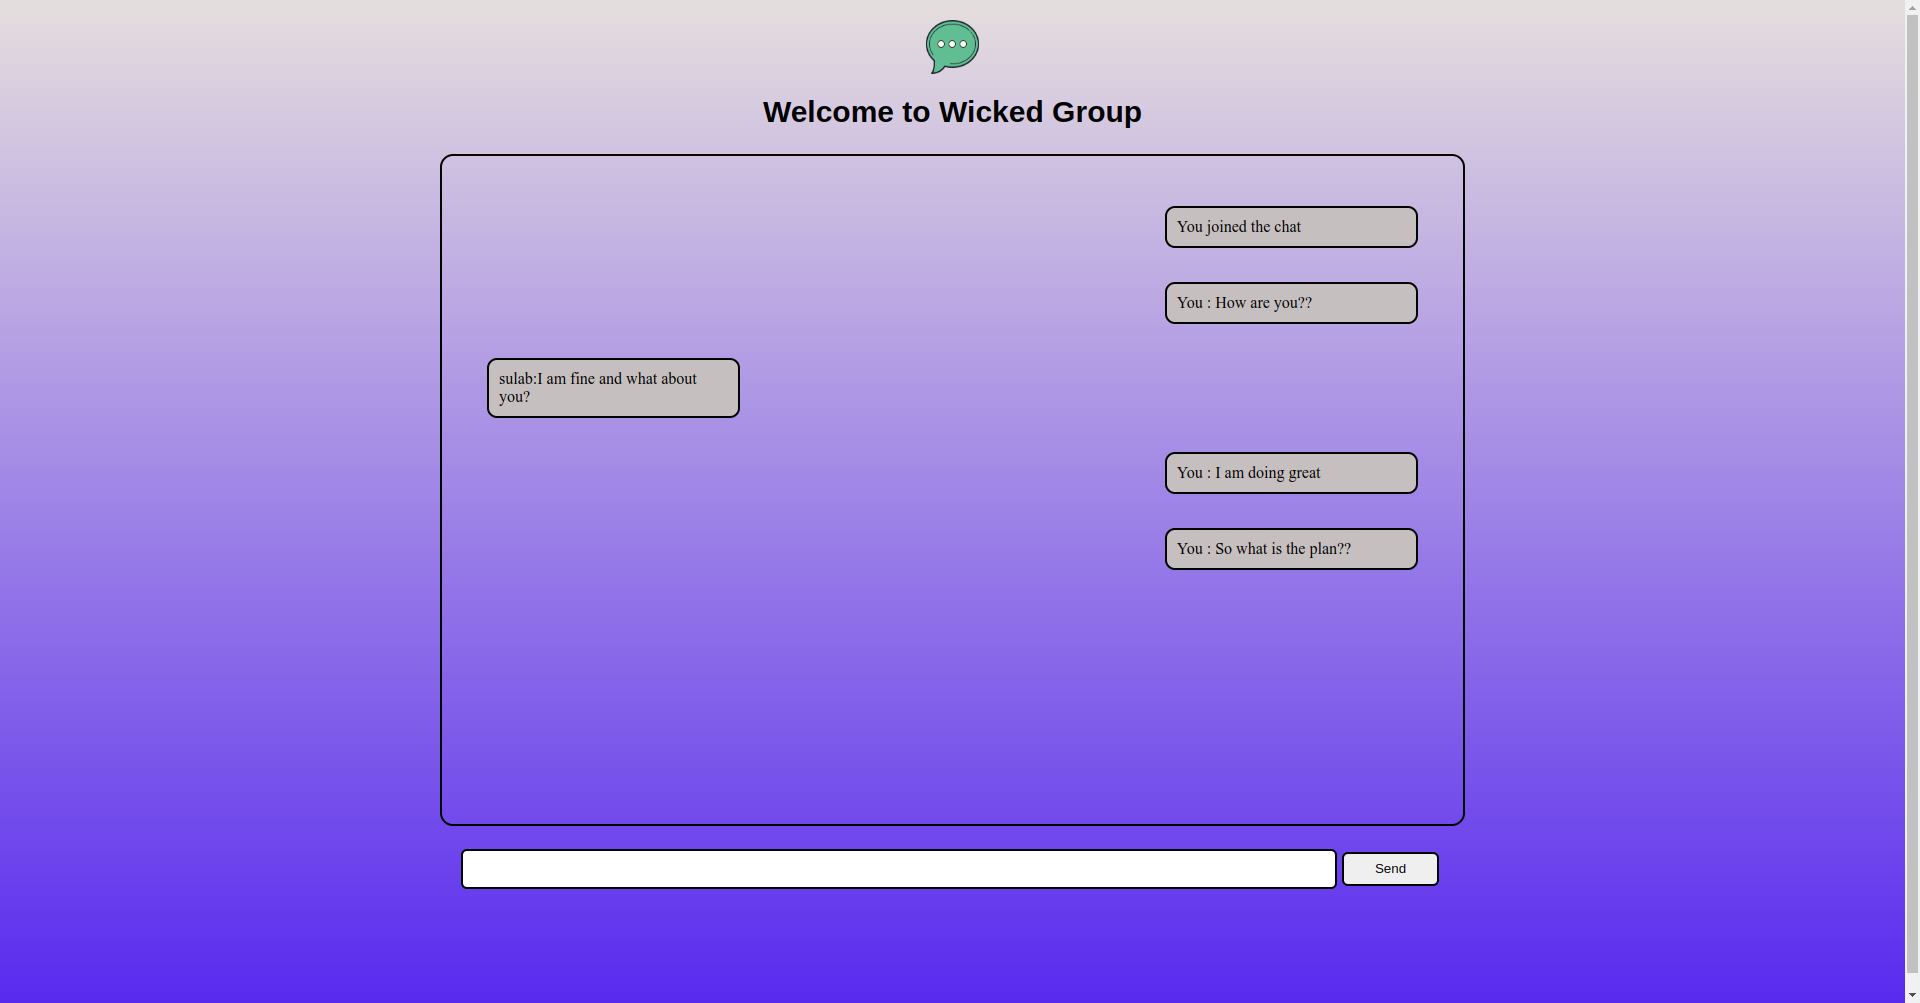 Welcome to Wicked Group
You joined the chat
You : How are you??
sulab:I am fine and what about
you?
You : I am doing great
You : So what is the plan??
Send